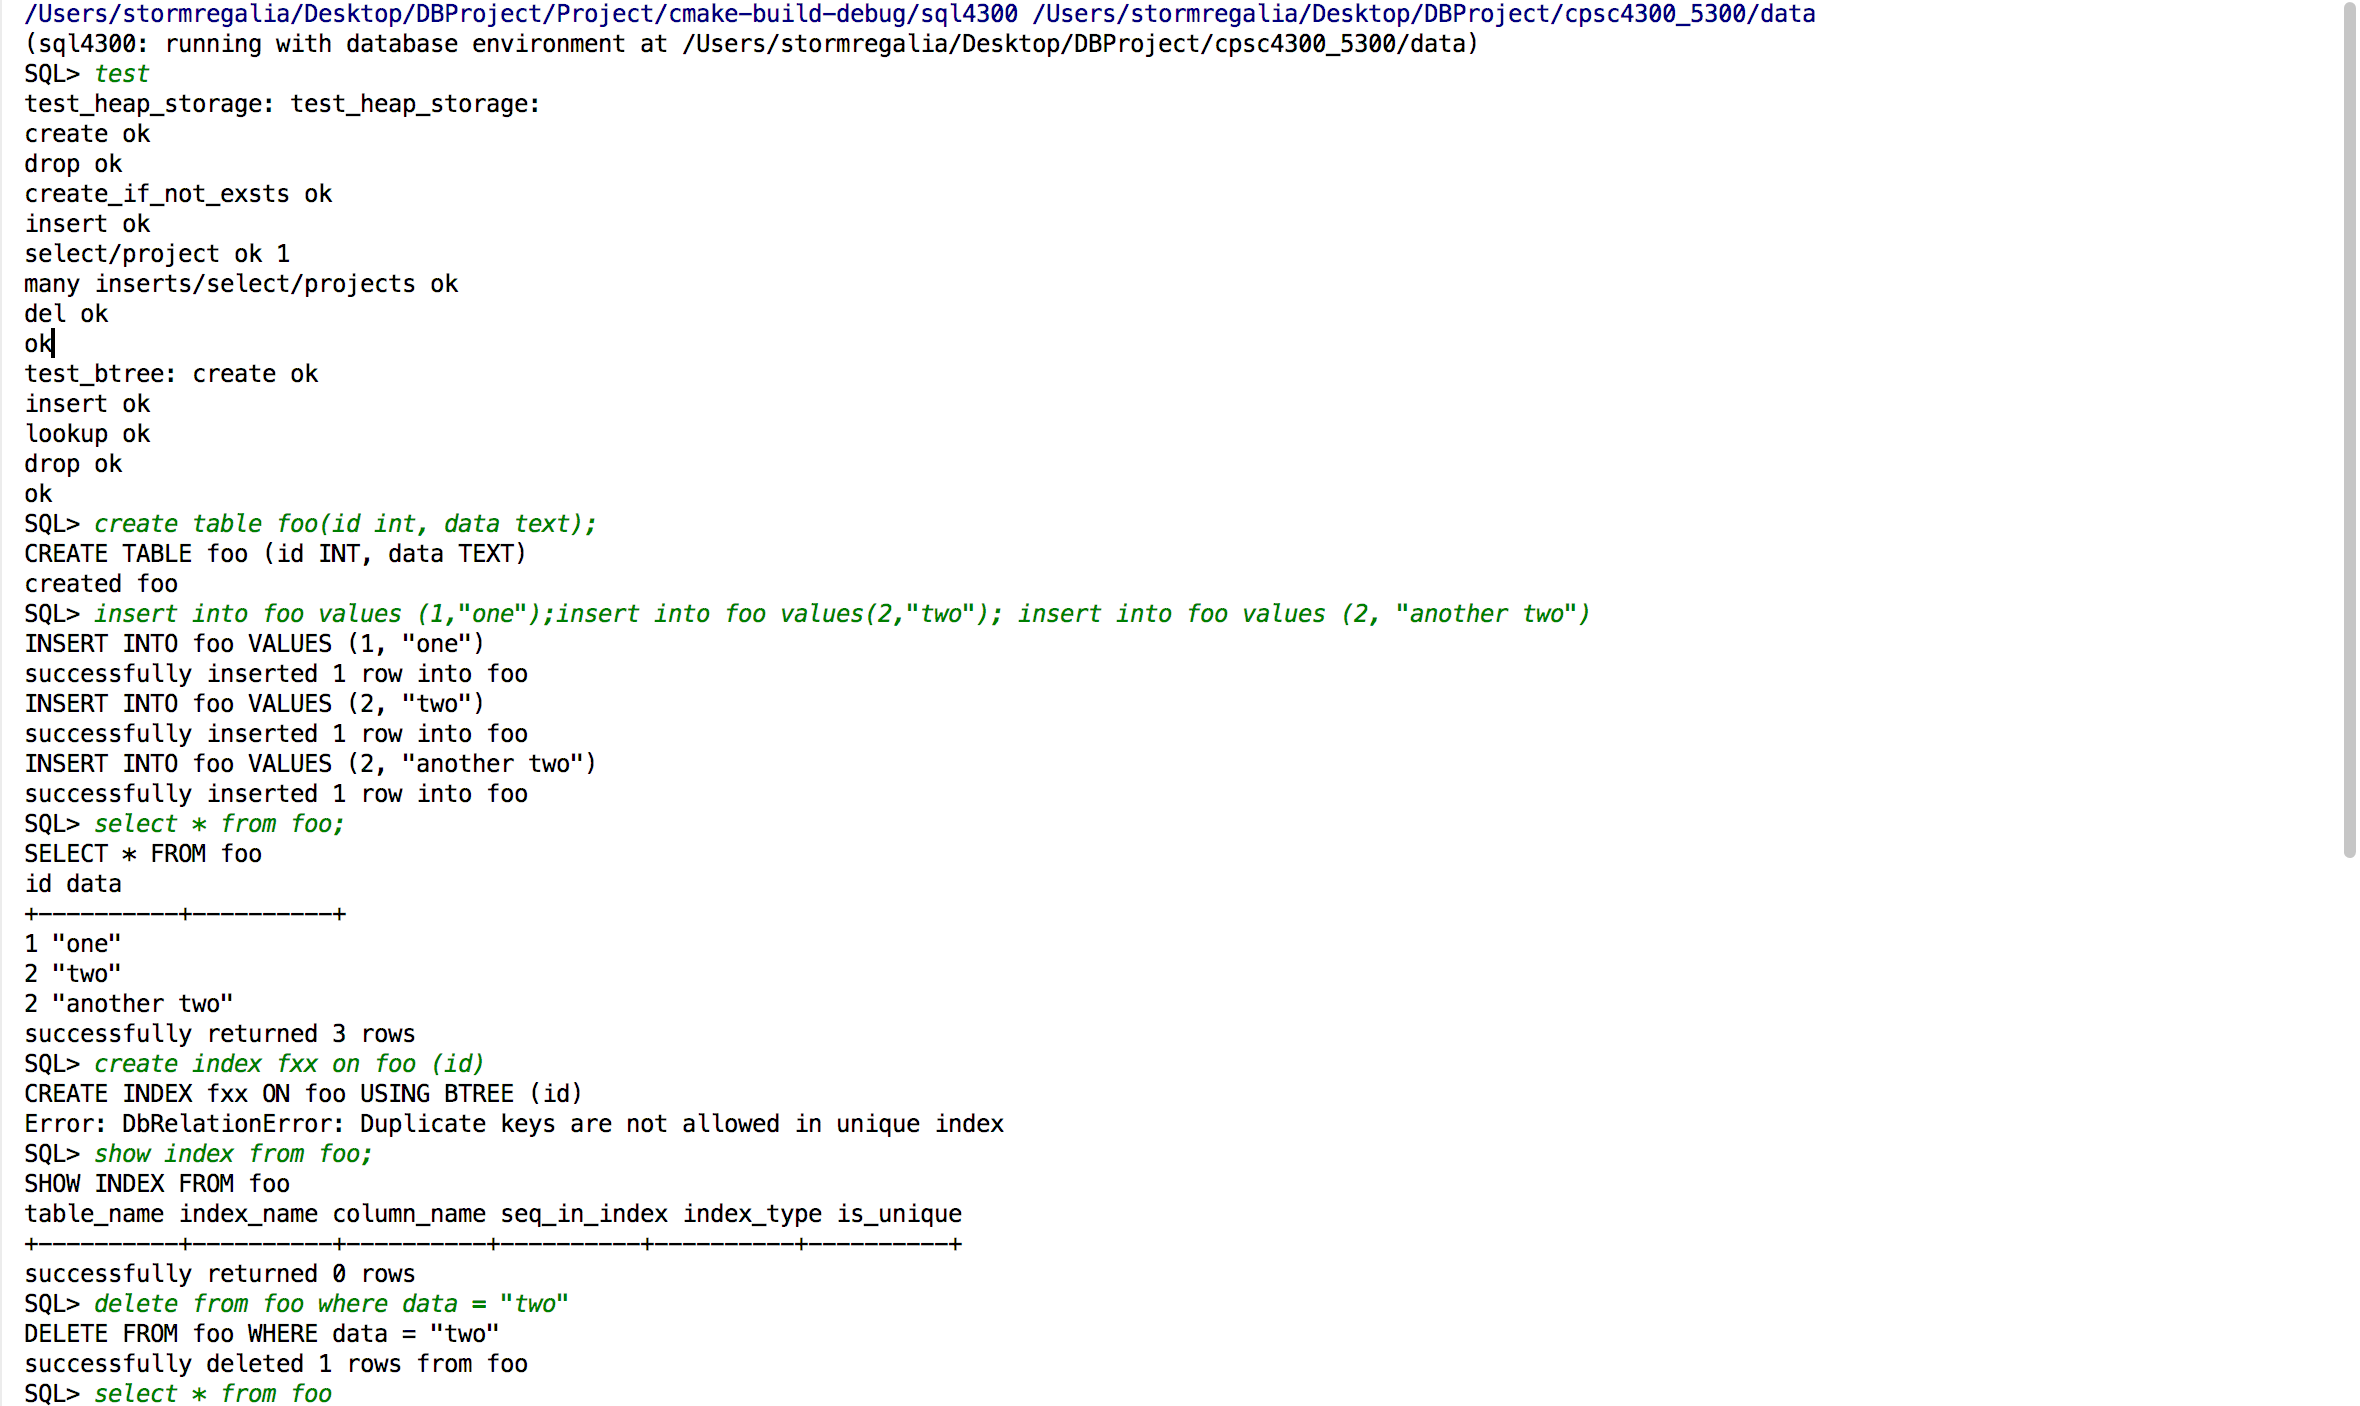 /Users/stormregalia/Desktop/DBProject/Project/cmake-build-debug/sql4300 /Users/stormregalia/Desktop/DBProject/cpsc4300_5300/data
(sql4300: running with database environment at /Users/stormregalia/Desktop/DBProject/cpsc4300_5300/data)
SQL> test
test_heap_storage: test_heap_storage:
create ok
drop ok
create_if_not_exsts ok
insert ok
select/project ok 1
many inserts/select/projects ok
del ok
ok
test_btree: create ok
insert ok
lookup ok
drop ok
ok
SQL> create table foo(id int, data text);
CREATE TABLE foo (id INT, data TEXT)
created foo
SQL> insert into foo values (1,"one");insert into foo values(2,"two"); insert into foo values (2, "another two")
INSERT INTO foo VALUES (1, "one")
successfully inserted 1 row into foo
INSERT INTO foo VALUES (2, "two")
successfully inserted 1 row into foo
INSERT INTO foo VALUES (2, "another two")
successfully inserted 1 row into foo
SQL> select * from foo;
SELECT * FROM foo
id data
+----------+----------+
1 "one"
2 "two"
2 "another two"
successfully returned 3 rows
SQL> create index fxx on foo (id)
CREATE INDEX fxx ON foo USING BTREE (id)
Error: DbRelationError: Duplicate keys are not allowed in unique index
SQL> show index from foo;
SHOW INDEX FROM foo
table_name index_name column_name seq_in_index index_type is_unique
+----------+----------+----------+----------+----------+----------+
successfully returned 0 rows
SQL> delete from foo where data = "two"
DELETE FROM foo WHERE data = "two"
successfully deleted 1 rows from foo
SQL> select * from foo